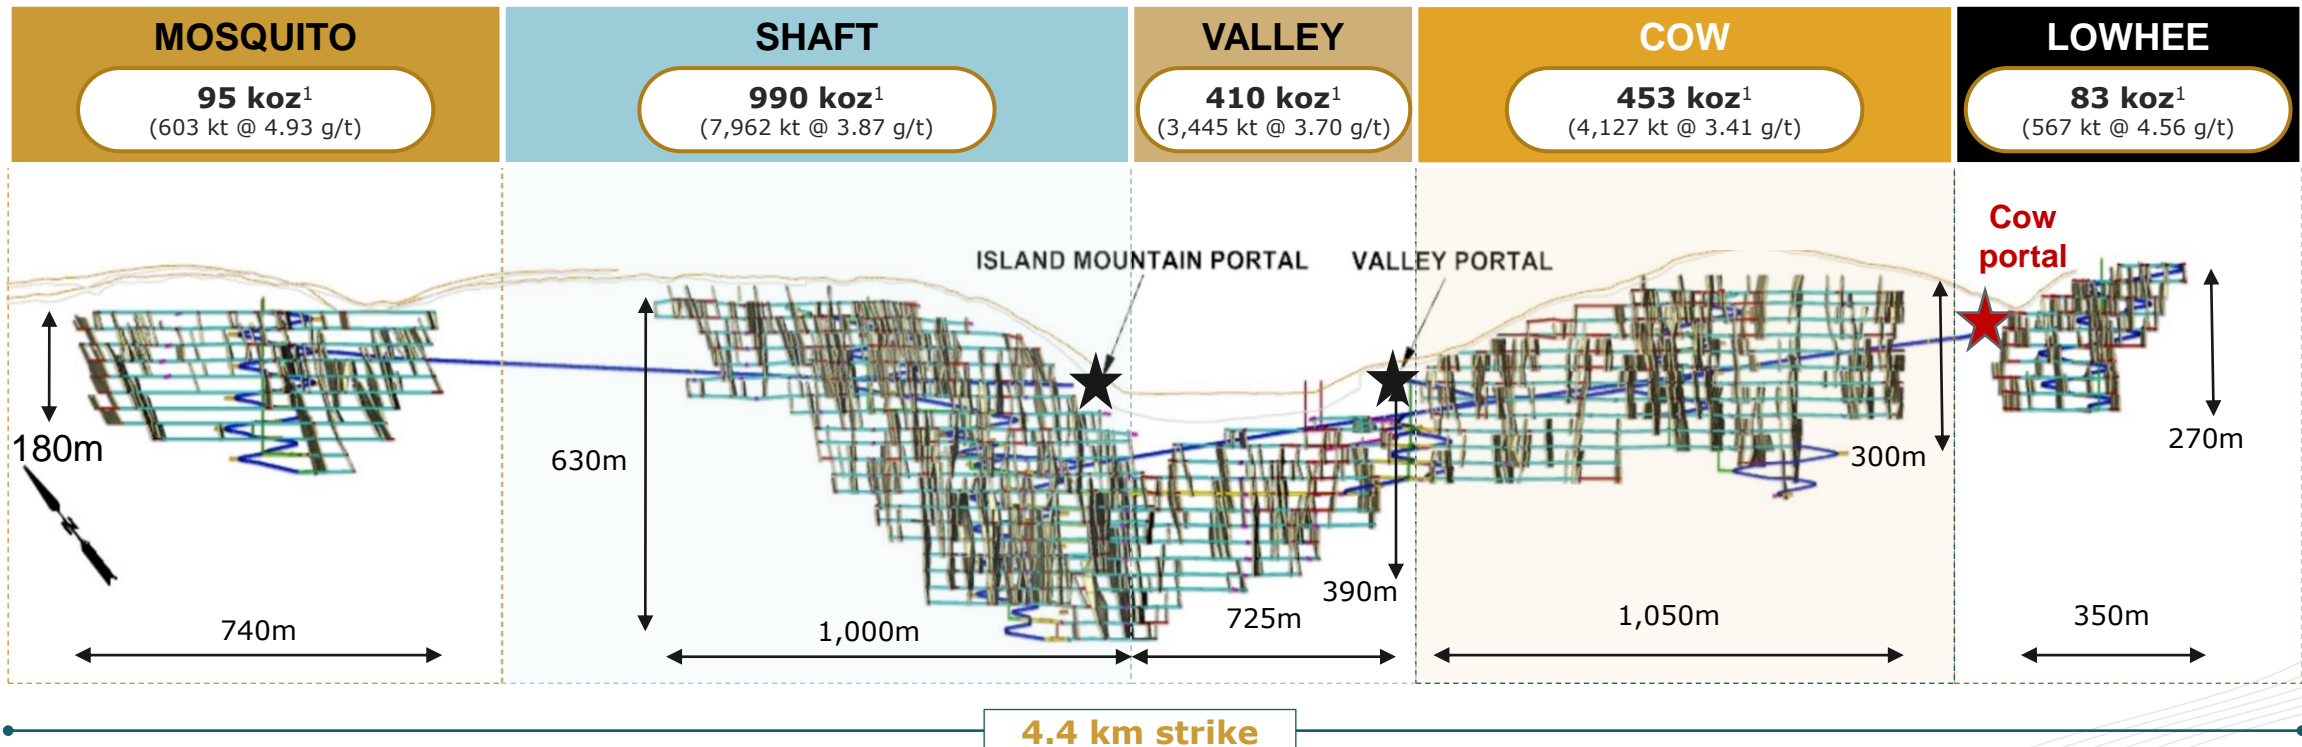 MOSQUITO
95 koz¹
(603 kt @ 4.93 g/t)
SHAFT
990 koz¹
(7,962 kt @ 3.87 g/t)
VALLEY
410 koz¹
(3,445 kt @ 3.70 g/t)
COW
453 koz¹
(4,127 kt @ 3.41 g/t)
LOWHEE
83 koz¹
(567 kt @ 4.56 g/t)
ISLAND MOUNTAIN PORTAL
VALLEY PORTAL
Cow
portal
180m
N
630m
390m
300m
270m
740m
1,000m
725m
1,050m
350m
4.4 km strike